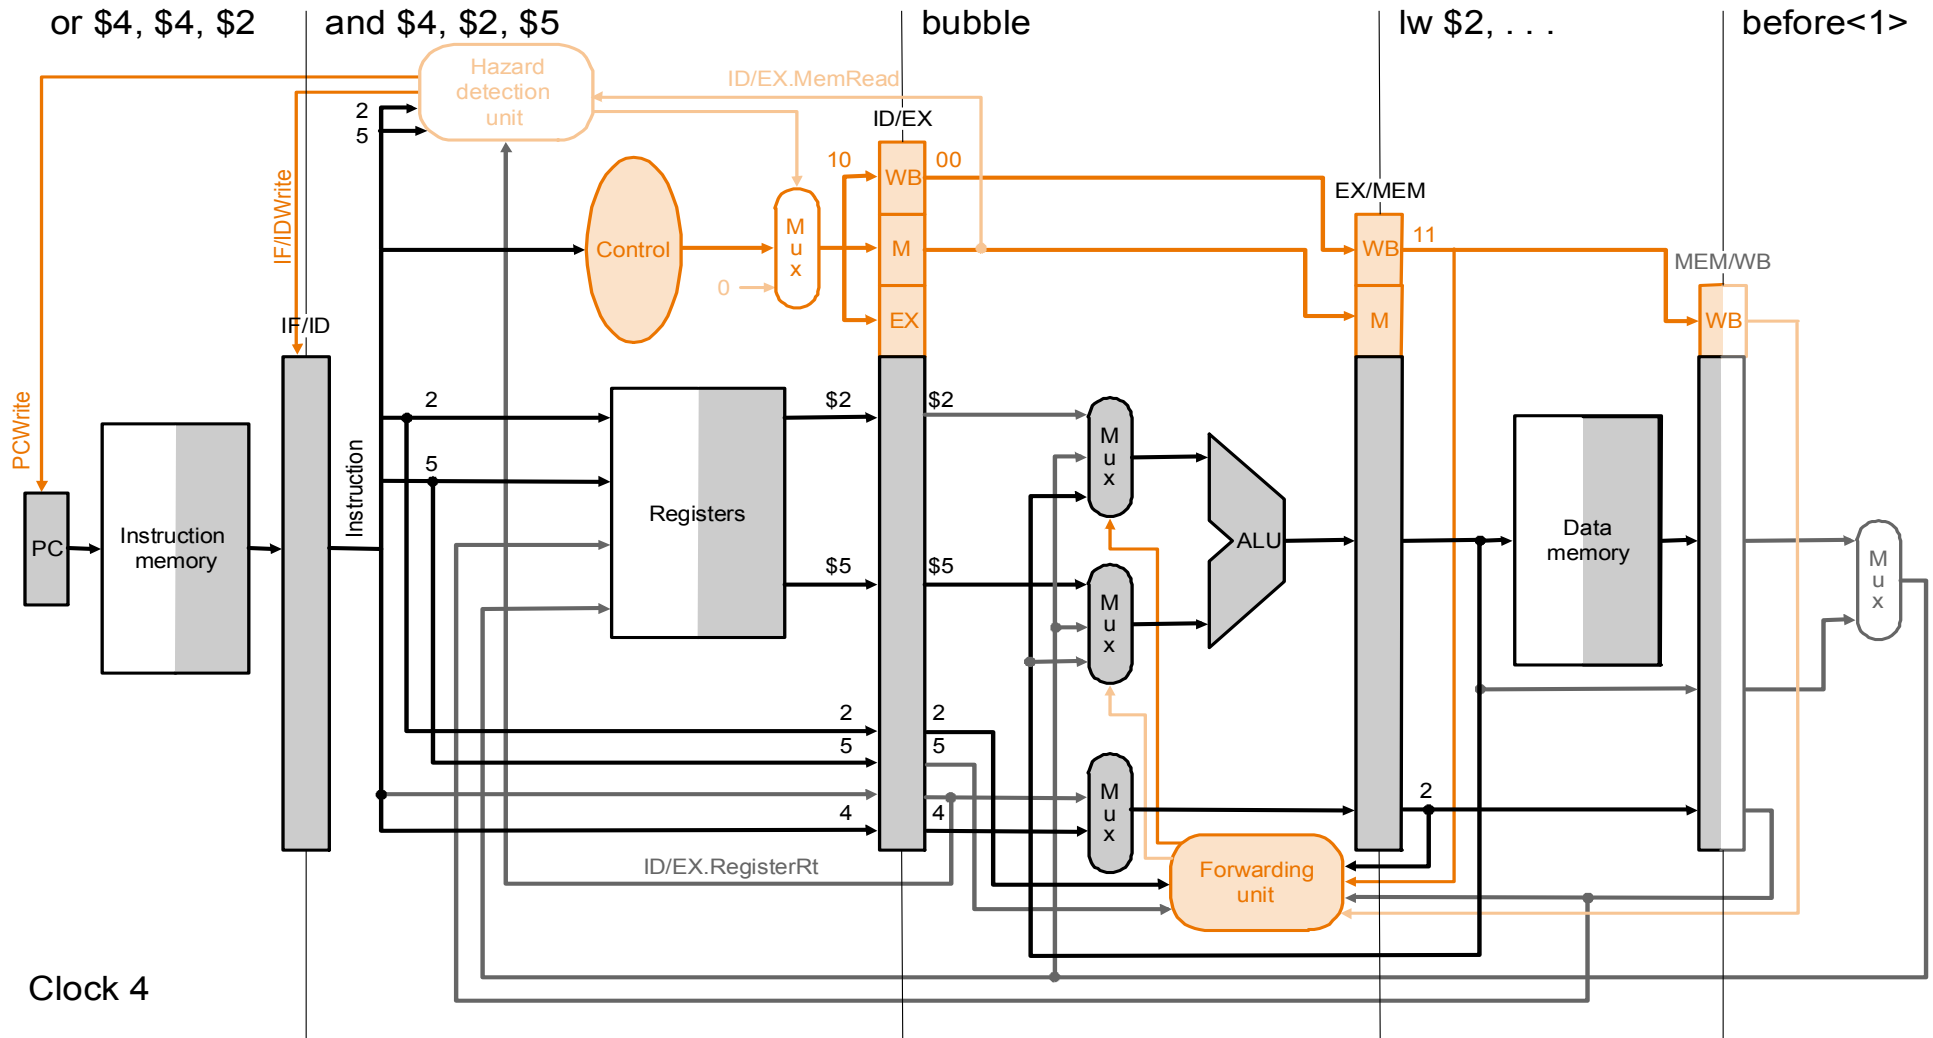 or $4, $4, $2
and $4, $2, $5
bubble
lw $2, . . .
before<1>
Hazard
detection
unit
ID/EX.MemRead
2
5
ID/EX
10
00
WB
EX/MEM
IF/IDWrite
Control
M
u
x
M
WB
11
MEM/WB
0
IF/ID
EX
M
WB
PCWrite
2
$2
$2
M
u
x
Instruction
5
Registers
PC
Instruction
memory
ALU
Data
memory
M
u
x
$5
$5
M
u
x
2
2
5
5
M
u
x
2
4
4
ID/EX.RegisterRt
Forwarding
unit
Clock 4